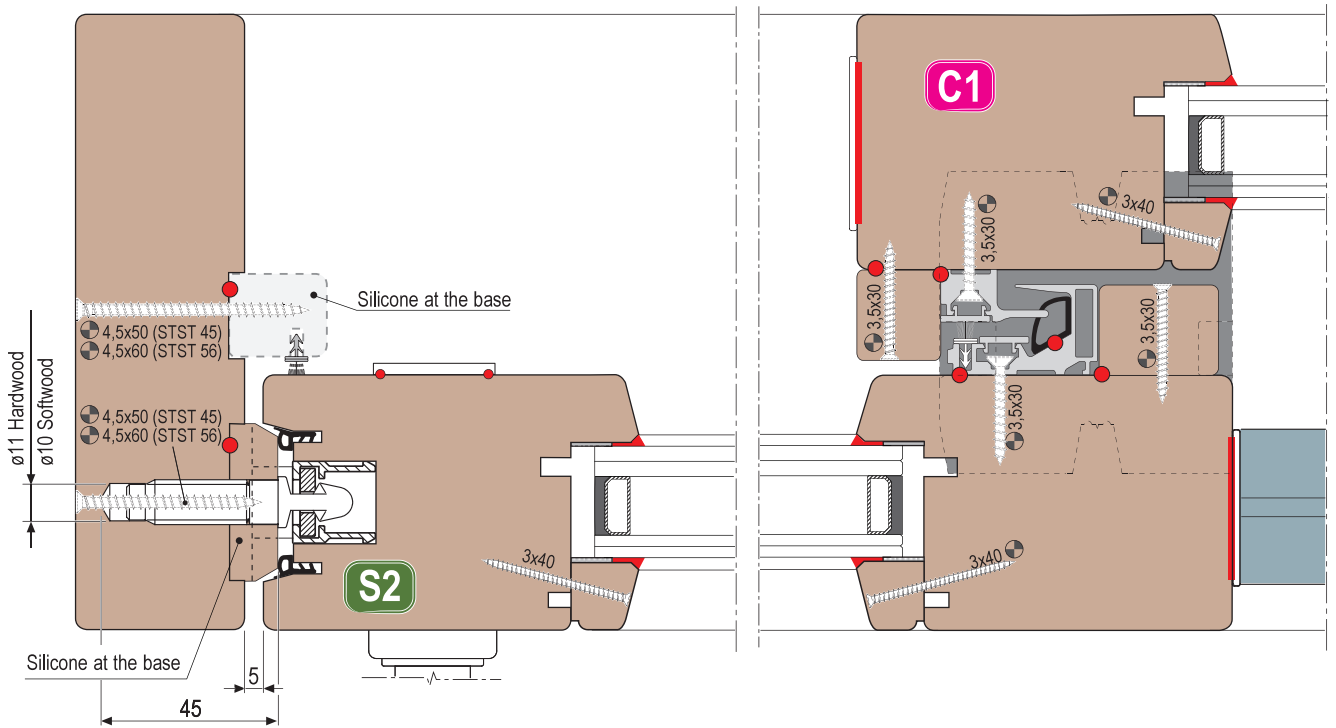 C1
3x40
3,5x30
3,5x30
3,5x30
3,5x30
Silicone at the base
4,5x50 (STST 45)
4,5x60 (STST 56)
4,5x50 (STST 45)
4,5x60 (STST 56)
ø11 Hardwood
ø10 Softwood
3x40
3x40
S2
Silicone at the base
5
45